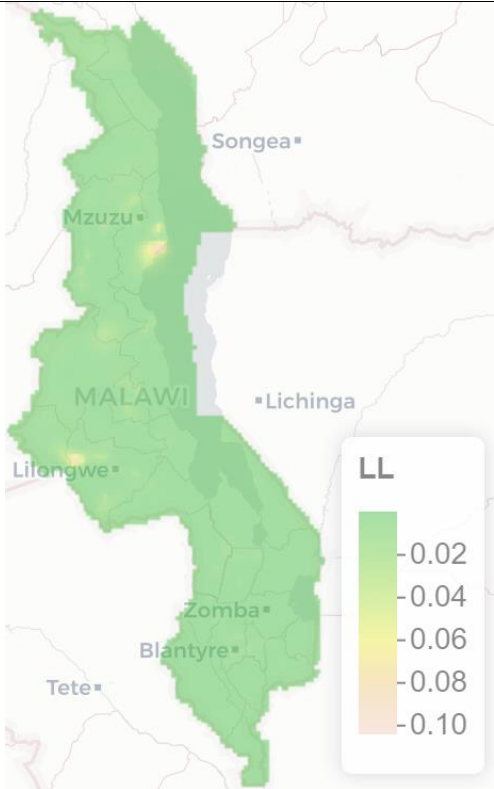 Songea
Mzuzu
MALAWI
Lichinga
LL
Lilongwe
0.02
0.04
Zomba
0.06
Blantyre
0.08
Tete
0.10